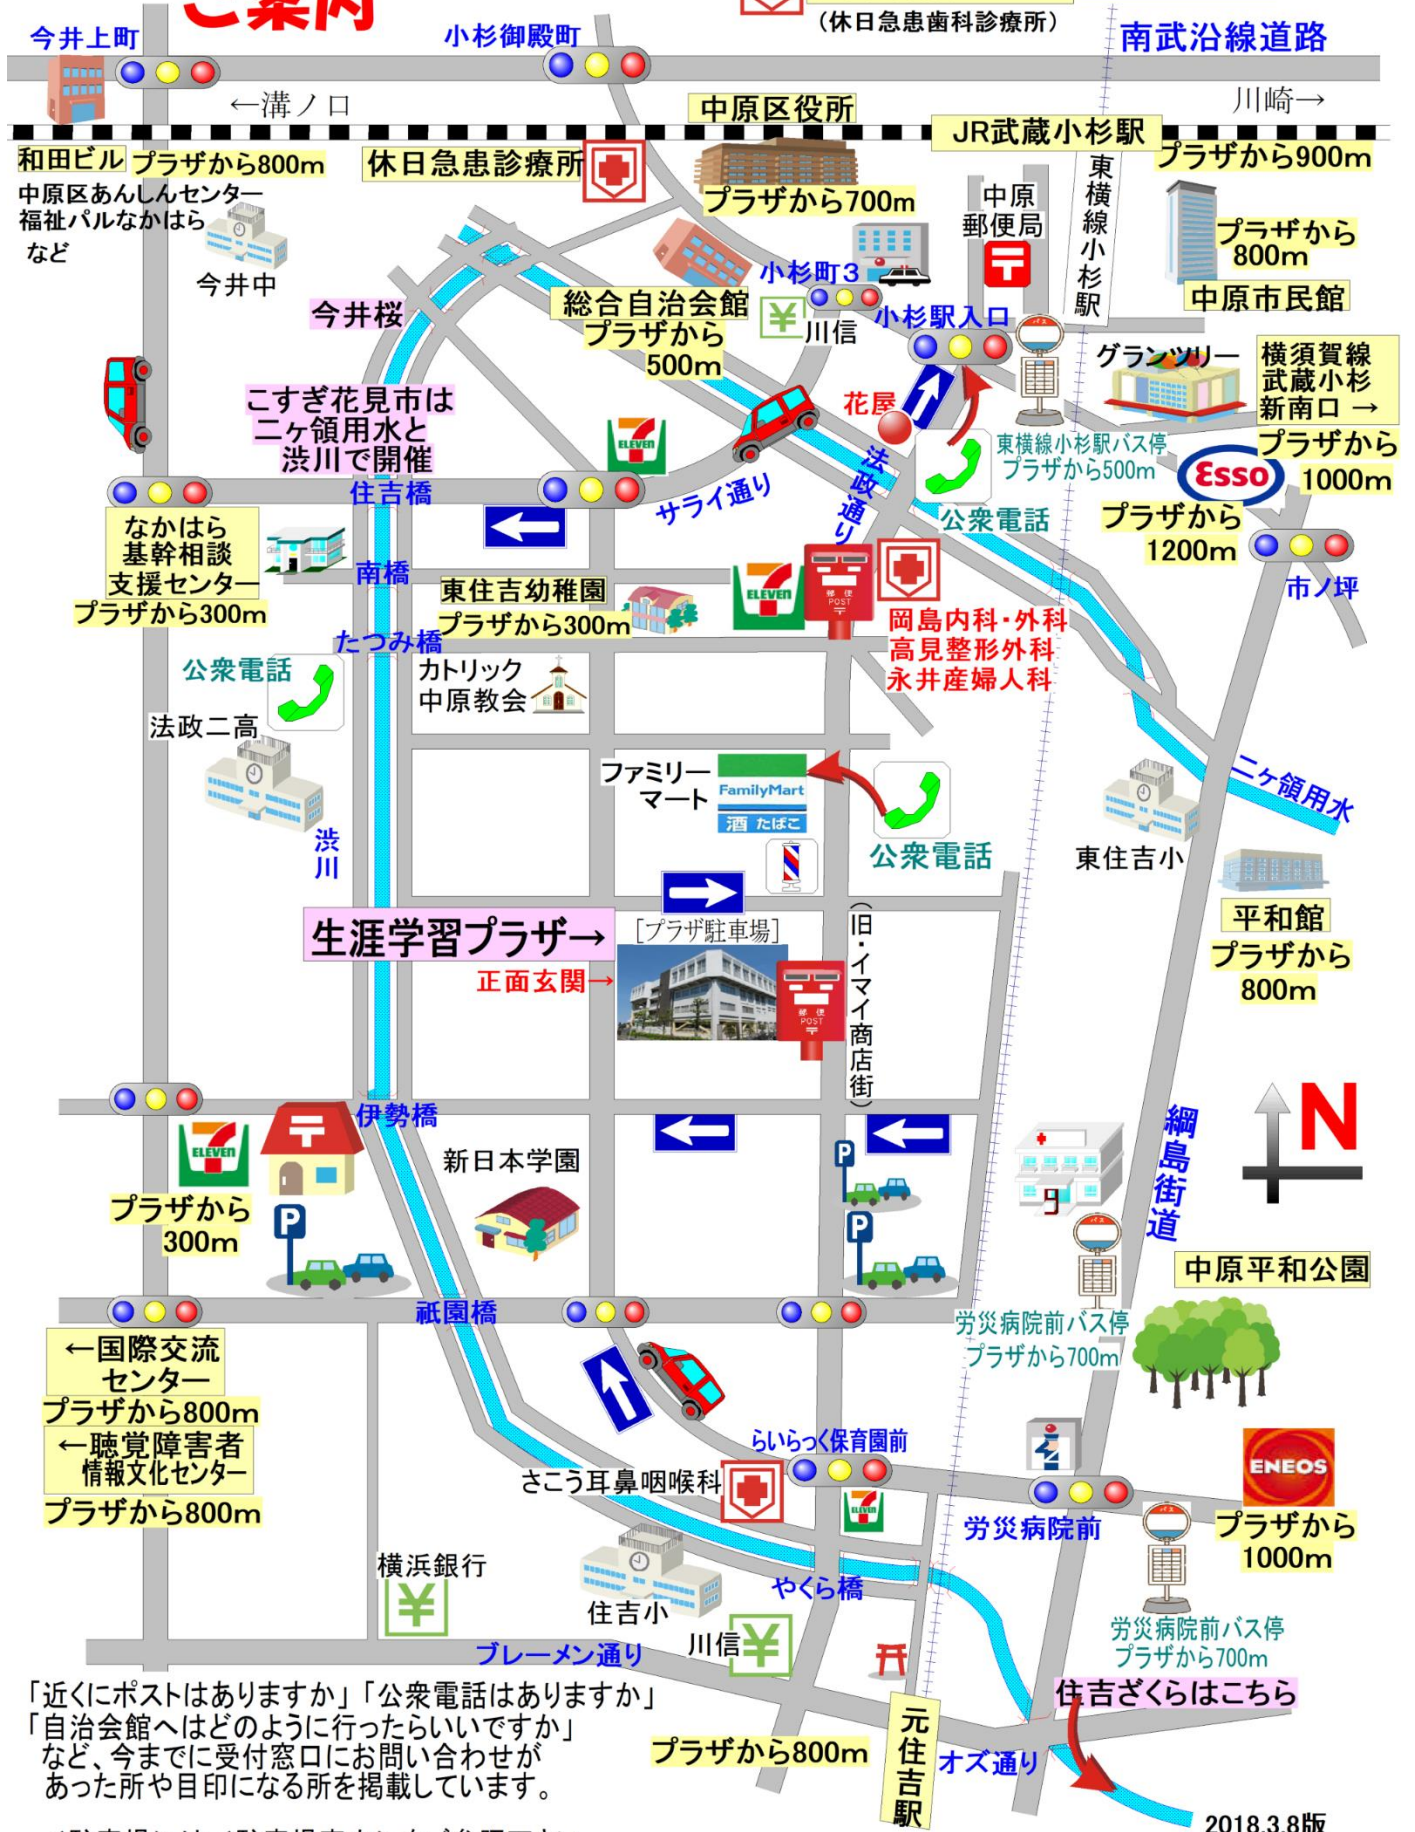 ご案内
(休日急患歯科診療所)
今井上町
小杉御殿町
南武沿線道路
←溝ノ口
川崎→
中原区役所
JR武蔵小杉駅
和田ビル
プラザから800m
休日急患診療所
プラザから900m
中原区あんしんセンター
福祉パルなかはら
など
プラザから700m
中原
郵便局
東横線小杉駅
プラザから
800m
中原市民館
今井中
今井桜
総合自治会館
プラザから
500m
小杉町3
川信
小杉駅入口
バス
グランツリー
横須賀線
武蔵小杉
新南口 →
プラザから
1000m
こすぎ花見市は
二ヶ領用水と
渋川で開催
花屋
東横線小杉駅バス停
プラザから500m
Esso
プラザから
1200m
7
ELEVEN
住吉橋
サライ通り
法政通り
公衆電話
市ノ坪
なかはら
基幹相談
支援センター
プラザから300m
南橋
東住吉幼稚園
プラザから300m
7
ELEVEN
郵便
POST
岡島内科・外科
高見整形外科
永井産婦人科
たつみ橋
公衆電話
カトリック
中原教会
法政二高
ファミリー
マート
FamilyMart
酒 たばこ
公衆電話
二ヶ領用水
東住吉小
渋川
平和館
プラザから
800m
生涯学習プラザ→
[プラザ駐車場]
正面玄関→
郵便
POST
(旧・イマイ商店街)
伊勢橋
7
ELEVEN
プラザから
300m
新日本学園
P
P
P
綱島街道
N
バス
中原平和公園
労災病院前バス停
プラザから700m
祇園橋
←国際交流
センター
プラザから800m
←聴覚障害者
情報文化センター
プラザから800m
らいらっく保育園前
さこう耳鼻咽喉科
7
ELEVEN
労災病院前
ENEOS
プラザから
1000m
バス
横浜銀行
住吉小
やくら橋
川信
ブレーメン通り
労災病院前バス停
プラザから700m
住吉ざくらはこちら
プラザから800m
元住吉駅
オズ通り
「近くにポストはありますか」「公衆電話はありますか」
「自治会館へはどのように行ったらいいですか」
など、今までに受付窓口にお問い合わせが
あった所や目印になる所を掲載しています。
2018.3.8版